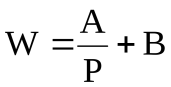 W = A/P + B